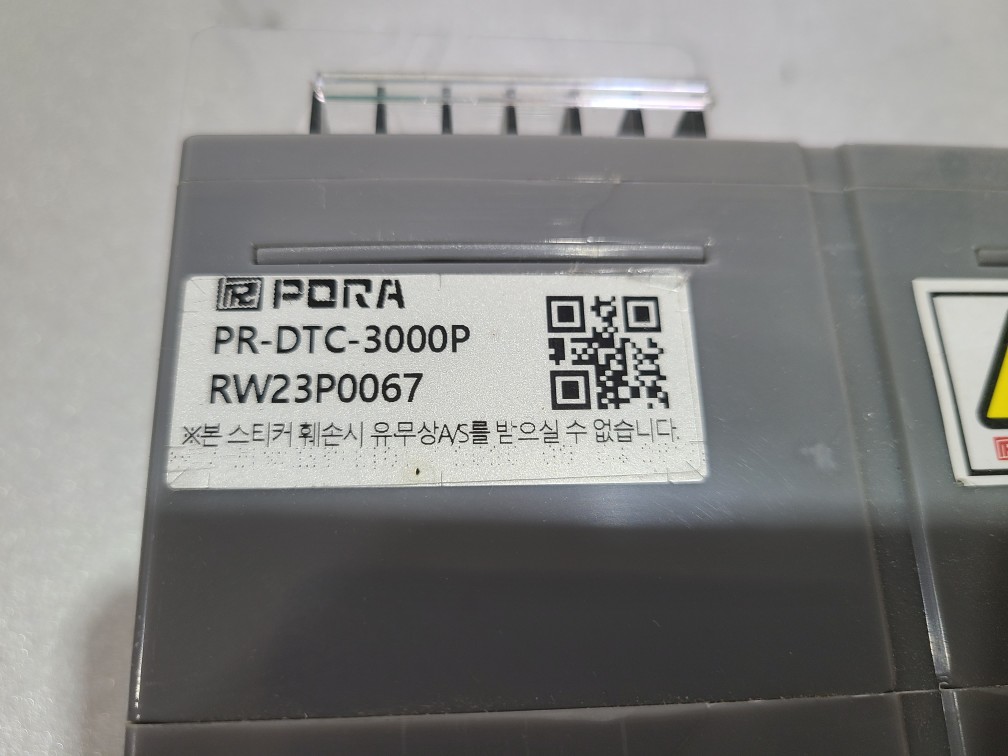 PORA
PR-DTC-3000P
RW23P0067
※본 스티커 훼손시 유무상A/S를 받으실 수 없습니다.